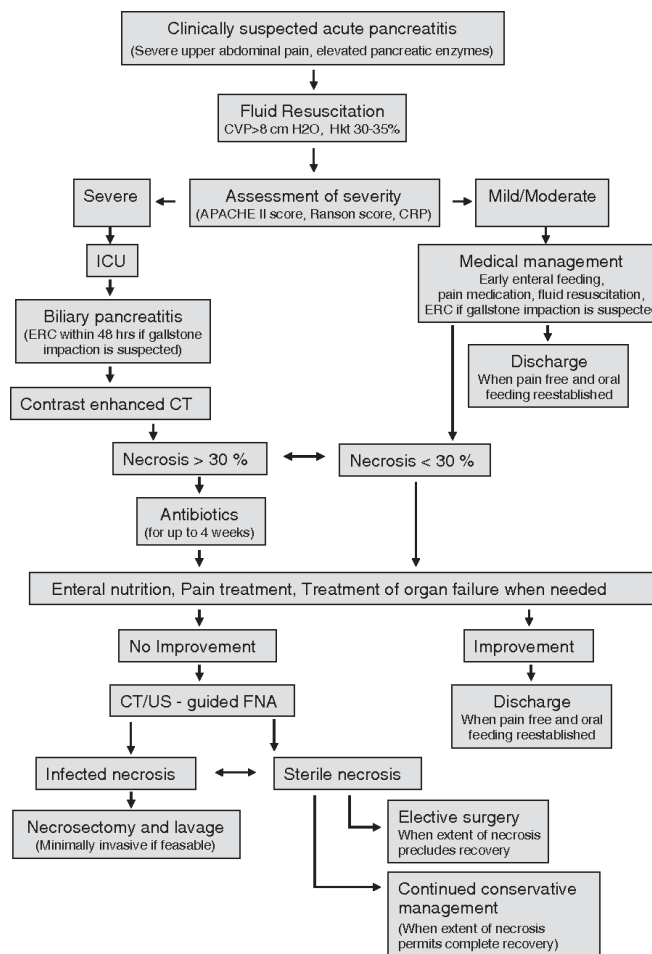 Clinically suspected acute pancreatitis
(Severe upper abdominal pain, elevated pancreatic enzymes)
Fluid Resuscitation
CVP>8 cm H2O, Hkt 30-35%
Severe
Assessment of severity
(APACHE II score, Ranson score, CRP)
Mild/Moderate
ICU
Medical management
Early enteral feeding,
pain medication, fluid resuscitation,
ERC if gallstone impaction is suspected
Biliary pancreatitis
(ERC within 48 hrs if gallstone
impaction is suspected)
Discharge
When pain free and oral
feeding reestablished
Contrast enhanced CT
Necrosis > 30 %
Necrosis < 30 %
Antibiotics
(for up to 4 weeks)
Enteral nutrition, Pain treatment, Treatment of organ failure when needed
No Improvement
Improvement
CT/US - guided FNA
Discharge
When pain free and oral
feeding reestablished
Infected necrosis
Sterile necrosis
Necrosectomy and lavage
(Minimally invasive if feasable)
Elective surgery
When extent of necrosis
precludes recovery
Continued conservative
management
(When extent of necrosis
permits complete recovery)